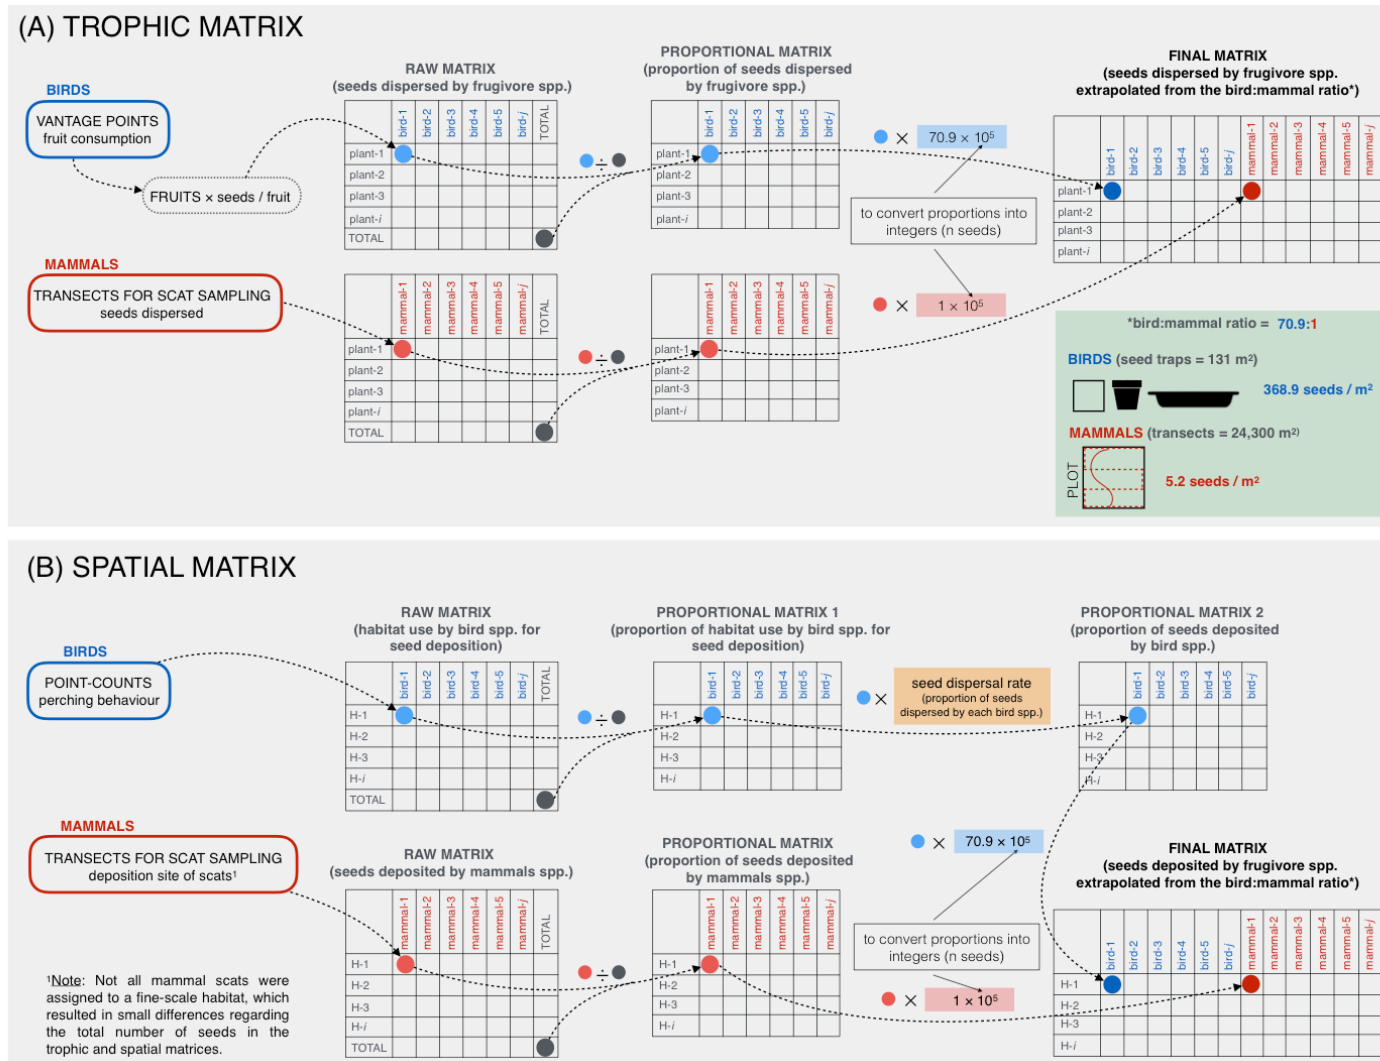 (A) TROPHIC MATRIX
BIRDS
VANTAGE POINTS
fruit consumption
FRUITS × seeds / fruit
RAW MATRIX
(seeds dispersed by frugivore spp.)
bird-1
bird-2
bird-3
bird-4
bird-5
bird-j
TOTAL
plant-1
plant-2
plant-3
plant-i
TOTAL
÷
PROPORTIONAL MATRIX
(proportion of seeds dispersed
by frugivore spp.)
bird-1
bird-2
bird-3
bird-4
bird-5
bird-j
plant-1
plant-2
plant-3
plant-i
× 70.9 × 10⁵
to convert proportions into
integers (n seeds)
× 1 × 10⁵
FINAL MATRIX
(seeds dispersed by frugivore spp.
extrapolated from the bird:mammal ratio*)
bird-1
bird-2
bird-3
bird-4
bird-5
bird-j
mammal-1
mammal-2
mammal-3
mammal-4
mammal-5
mammal-j
plant-1
plant-2
plant-3
plant-i
MAMMALS
TRANSECTS FOR SCAT SAMPLING
seeds dispersed
mammal-1
mammal-2
mammal-3
mammal-4
mammal-5
mammal-j
TOTAL
plant-1
plant-2
plant-3
plant-i
TOTAL
÷
mammal-1
mammal-2
mammal-3
mammal-4
mammal-5
mammal-j
plant-1
plant-2
plant-3
plant-i
*bird:mammal ratio = 70.9:1
BIRDS (seed traps = 131 m²)
368.9 seeds / m²
MAMMALS (transects = 24,300 m²)
PLOT
5.2 seeds / m²
(B) SPATIAL MATRIX
BIRDS
POINT-COUNTS
perching behaviour
RAW MATRIX
(habitat use by bird spp. for
seed deposition)
bird-1
bird-2
bird-3
bird-4
bird-5
bird-j
TOTAL
H-1
H-2
H-3
H-i
TOTAL
÷
PROPORTIONAL MATRIX 1
(proportion of habitat use by bird spp. for
seed deposition)
bird-1
bird-2
bird-3
bird-4
bird-5
bird-j
H-1
H-2
H-3
H-i
× seed dispersal rate
(proportion of seeds
dispersed by each bird spp.)
PROPORTIONAL MATRIX 2
(proportion of seeds deposited
by bird spp.)
bird-1
bird-2
bird-3
bird-4
bird-5
bird-j
H-1
H-2
H-3
H-i
MAMMALS
TRANSECTS FOR SCAT SAMPLING
deposition site of scats¹
RAW MATRIX
(seeds deposited by mammals spp.)
mammal-1
mammal-2
mammal-3
mammal-4
mammal-5
mammal-j
TOTAL
H-1
H-2
H-3
H-i
TOTAL
÷
PROPORTIONAL MATRIX
(proportion of seeds deposited
by mammals spp.)
mammal-1
mammal-2
mammal-3
mammal-4
mammal-5
mammal-j
H-1
H-2
H-3
H-i
× 70.9 × 10⁵
to convert proportions into
integers (n seeds)
× 1 × 10⁵
FINAL MATRIX
(seeds deposited by frugivore spp.
extrapolated from the bird:mammal ratio*)
bird-1
bird-2
bird-3
bird-4
bird-5
bird-j
mammal-1
mammal-2
mammal-3
mammal-4
mammal-5
mammal-j
H-1
H-2
H-3
H-i
¹Note: Not all mammal scats were
assigned to a fine-scale habitat, which
resulted in small differences regarding
the total number of seeds in the
trophic and spatial matrices.